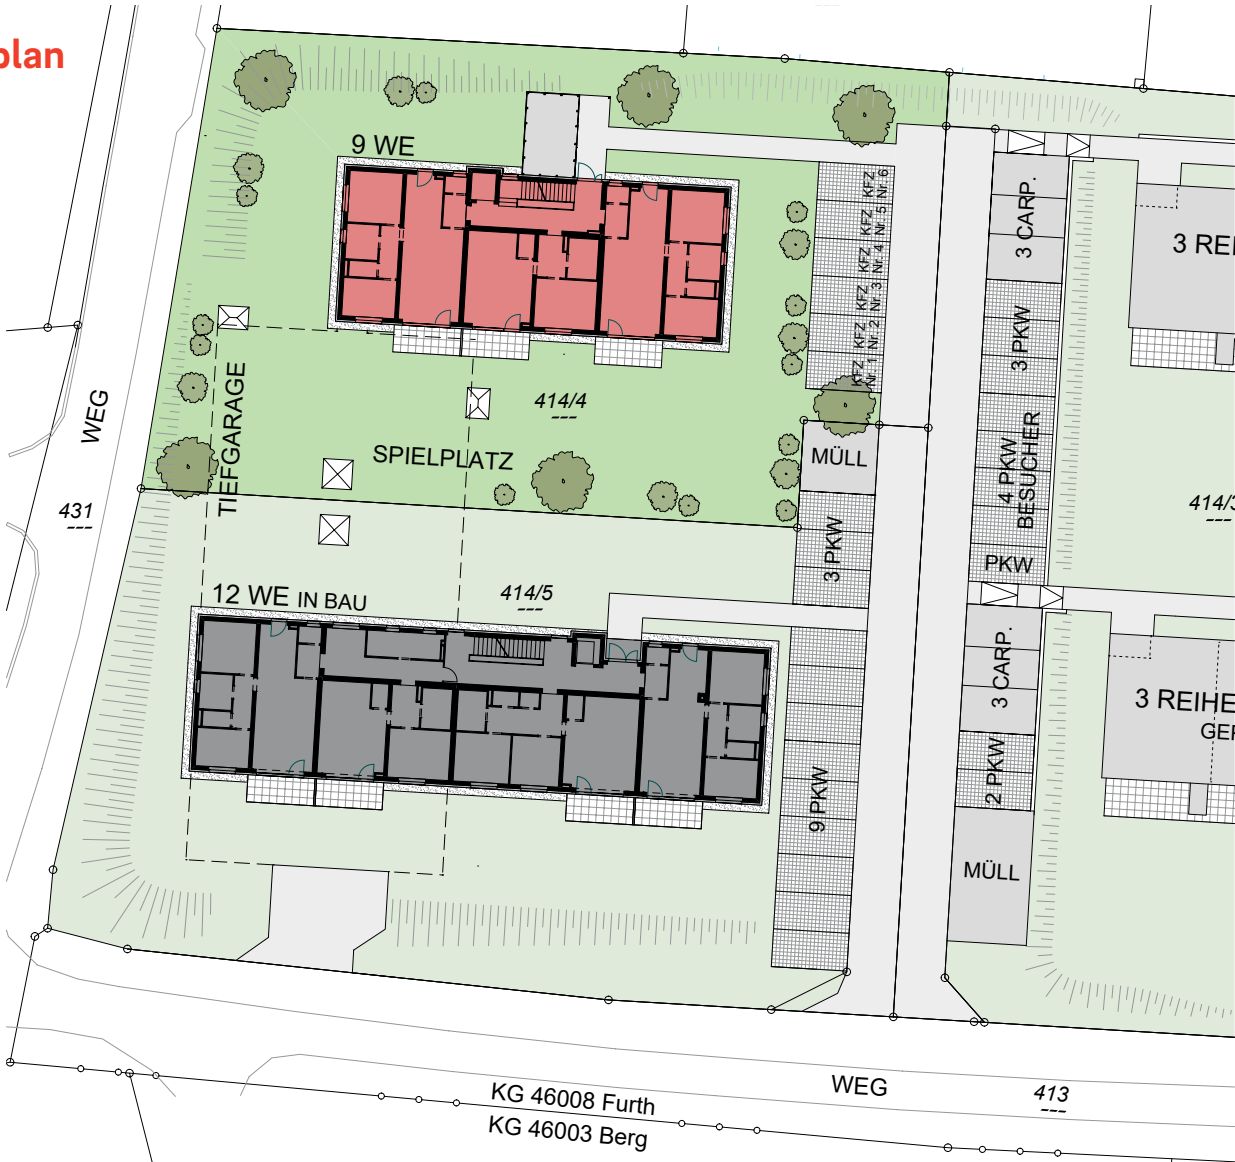 plan
9 WE
KFZ Nr. 1
KFZ Nr. 2
KFZ Nr. 3
KFZ Nr. 4
KFZ Nr. 5
KFZ Nr. 6
3 CARP.
3 REI
3 PKW
WEG
TIEFGARAGE
414/4
SPIELPLATZ
MÜLL
4 PKW
BESUCHER
431
414/3
3 PKW
PKW
12 WE IN BAU
414/5
3 CARP.
3 REIHE
GER
9 PKW
2 PKW
MÜLL
WEG
413
KG 46008 Furth
KG 46003 Berg